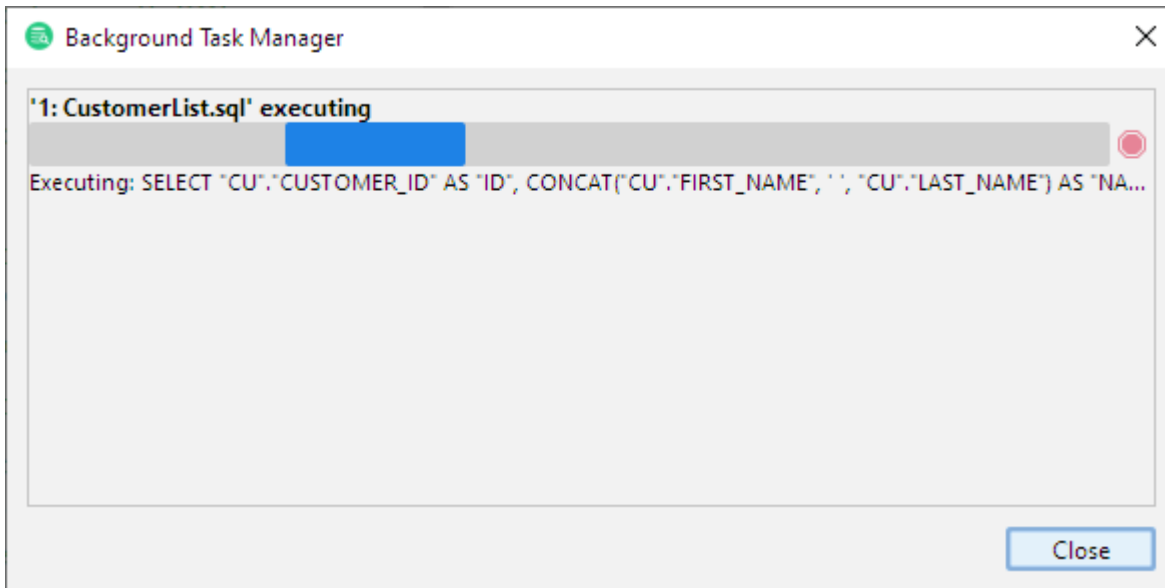 Background Task Manager
'1: CustomerList.sql' executing
Executing: SELECT "CU"."CUSTOMER_ID" AS "ID", CONCAT("CU"."FIRST_NAME", ' ', "CU"."LAST_NAME") AS "NA...
Close